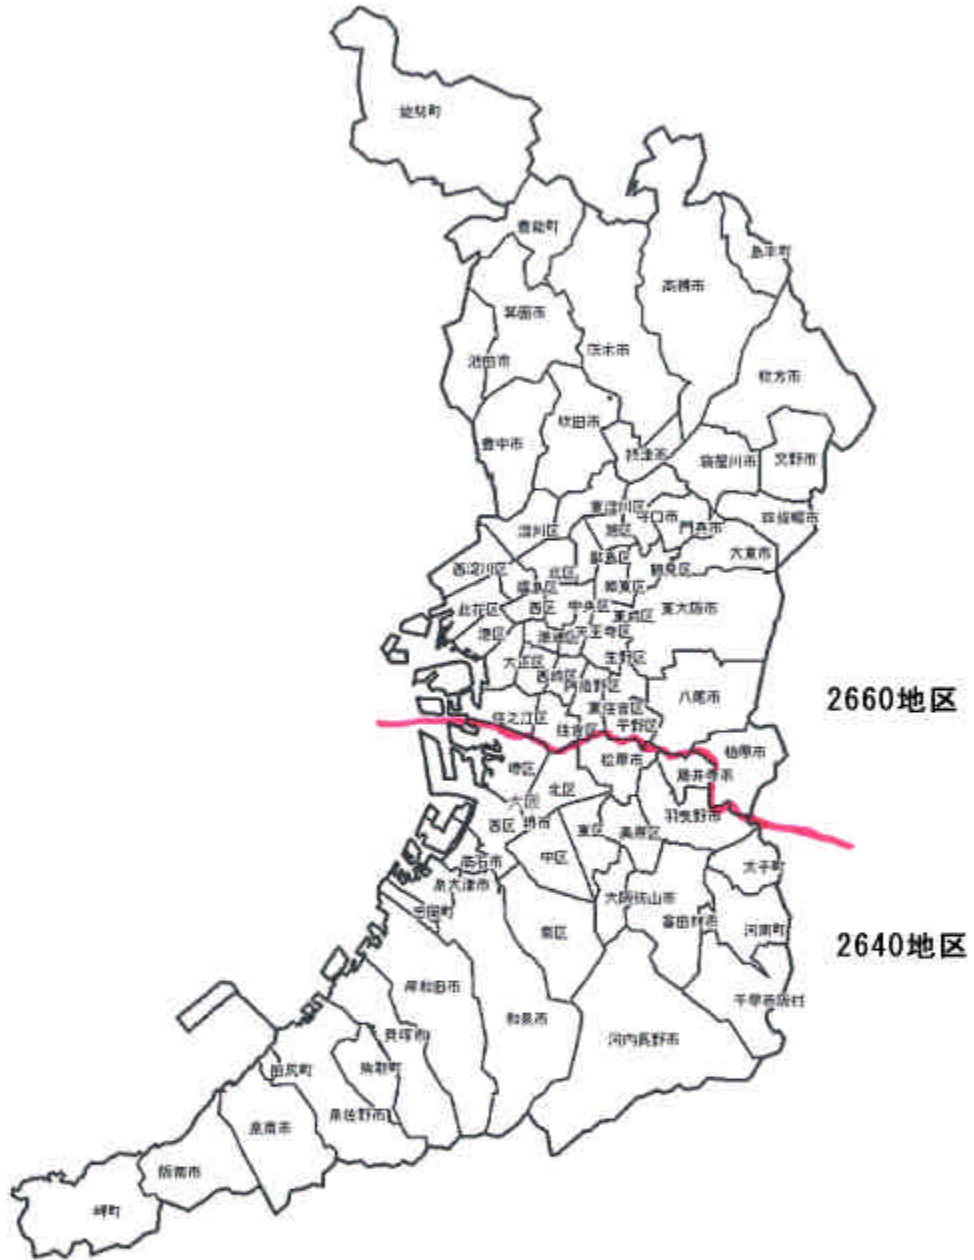 能勢町
豊能町
島本町
高槻市
箕面市
茨木市
池田市
枚方市
吹田市
豊中市
摂津市
寝屋川市
交野市
東淀川区
守口市
四條畷市
淀川区
旭区
門真市
大東市
都島区
西淀川区
北区
鶴見区
福島区
城東区
此花区
西区
中央区
東成区
東大阪市
港区
浪速区
天王寺区
大正区
生野区
西成区
阿倍野区
八尾市
2660地区
東住吉区
住之江区
住吉区
平野区
柏原市
松原市
堺区
藤井寺市
北区
羽曳野市
西区
堺市
東区
美原区
中区
高石市
太子町
泉大津市
大阪狭山市
忠岡町
富田林市
南区
河南町
2640地区
岸和田市
千早赤阪村
和泉市
貝塚市
河内長野市
熊取町
田尻町
泉佐野市
泉南市
阪南市
岬町